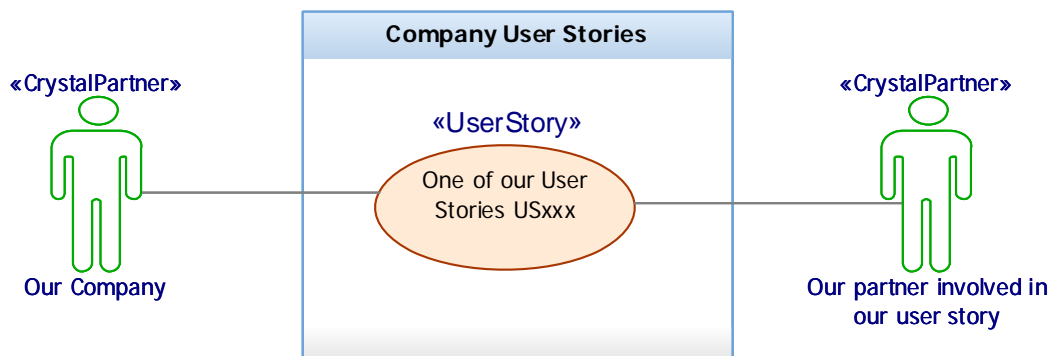 Company User Stories
«CrystalPartner»
«CrystalPartner»
«UserStory»
One of our User
Stories USxxx
Our Company
Our partner involved in
our user story